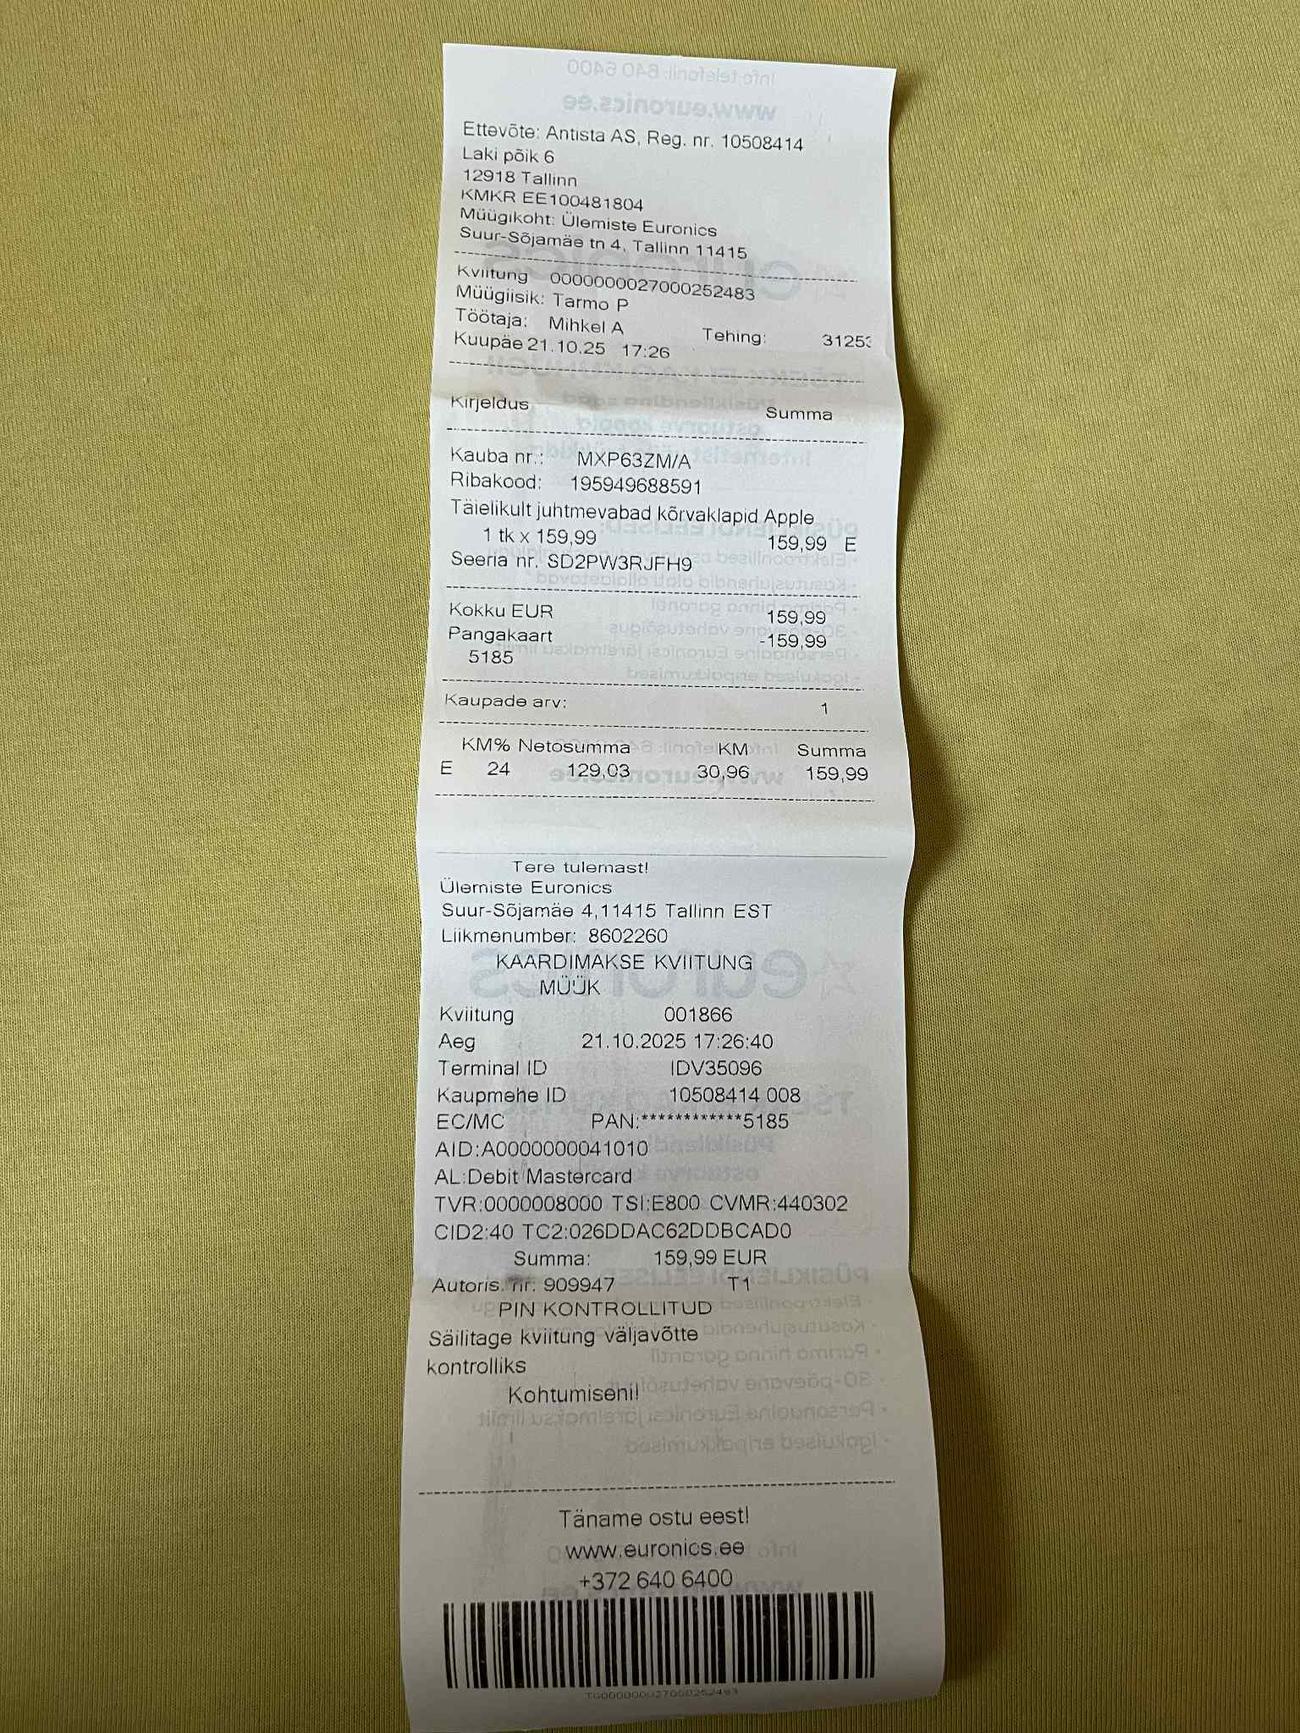 Ettevõte: Antista AS, Reg. nr. 10508414
Laki põik 6
12918 Tallinn
KMKR EE100481804
Müügikoht: Ülemiste Euronics
Suur-Sõjamäe tn 4, Tallinn 11415
Kviitung 0000000027000252483
Müügiisik: Tarmo P
Töötaja: Mihkel A Tehing: 31253
Kuupäe 21.10.25 17:26
Kirjeldus Summa
Kauba nr.: MXP63ZM/A
Ribakood: 195949688591
Täielikult juhtmevabad kõrvaklapid Apple
1 tk x 159,99 159,99 E
Seeria nr. SD2PW3RJFH9
Kokku EUR 159,99
Pangakaart -159,99
5185
Kaupade arv: 1
KM% Netosumma KM Summa
E 24 129,03 30,96 159,99
Tere tulemast!
Ülemiste Euronics
Suur-Sõjamäe 4,11415 Tallinn EST
Liikmenumber: 8602260
KAARDIMAKSE KVIITUNG
MÜÜK
Kviitung 001866
Aeg 21.10.2025 17:26:40
Terminal ID IDV35096
Kaupmehe ID 10508414 008
EC/MC PAN:************5185
AID:A0000000041010
AL:Debit Mastercard
TVR:0000008000 TSI:E800 CVMR:440302
CID2:40 TC2:026DDAC62DDBCAD0
Summa: 159,99 EUR
Autoris. nr: 909947 T1
PIN KONTROLLITUD
Säilitage kviitung väljavõtte
kontrolliks
Kohtumiseni!
Täname ostu eest!
www.euronics.ee
+372 640 6400